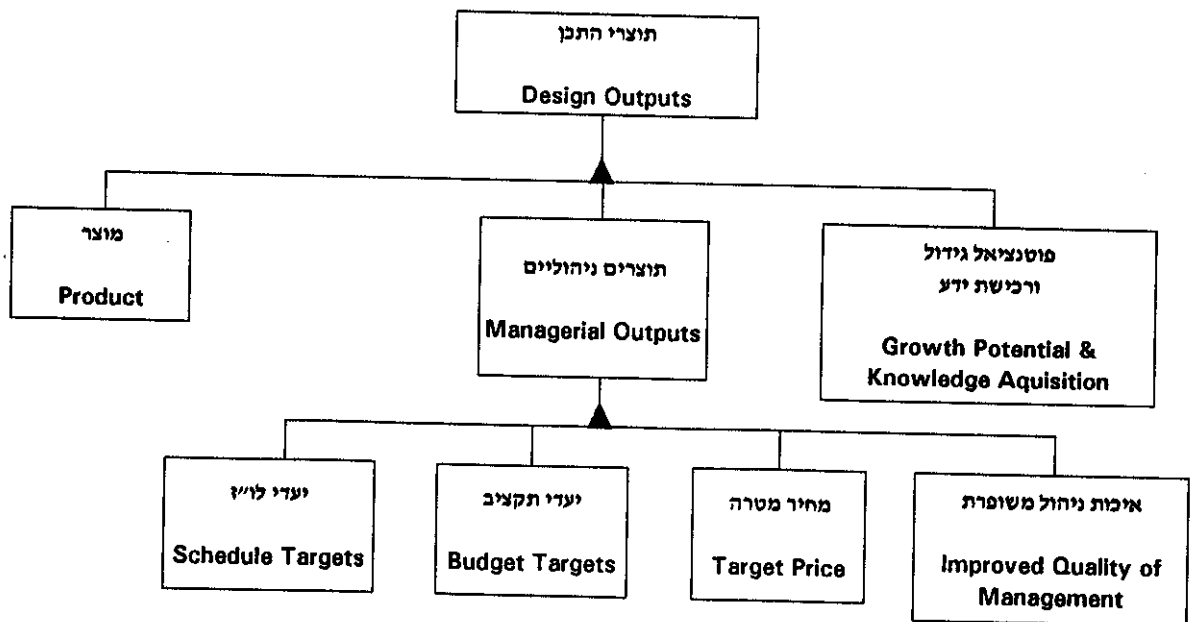 תוצרי התכן
Design Outputs
מוצר
Product
תוצרים ניהוליים
Managerial Outputs
פוטנציאל גידול
ורכישת ידע
Growth Potential &
Knowledge Aquisition
יעדי לו״ז
Schedule Targets
יעדי תקציב
Budget Targets
מחיר מטרה
Target Price
איכות ניהול משופרת
Improved Quality of
Management